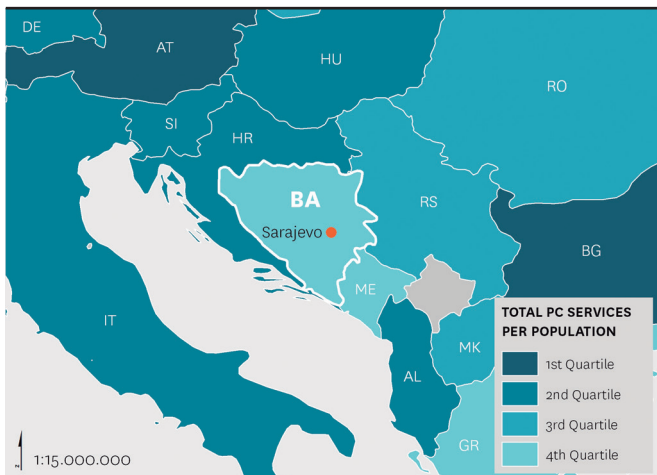 DE
AT
HU
RO
SI
HR
BA
RS
Sarajevo
BG
ME
IT
TOTAL PC SERVICES
PER POPULATION
1st Quartile
2nd Quartile
3rd Quartile
4th Quartile
MK
AL
GR
N
1:15.000.000